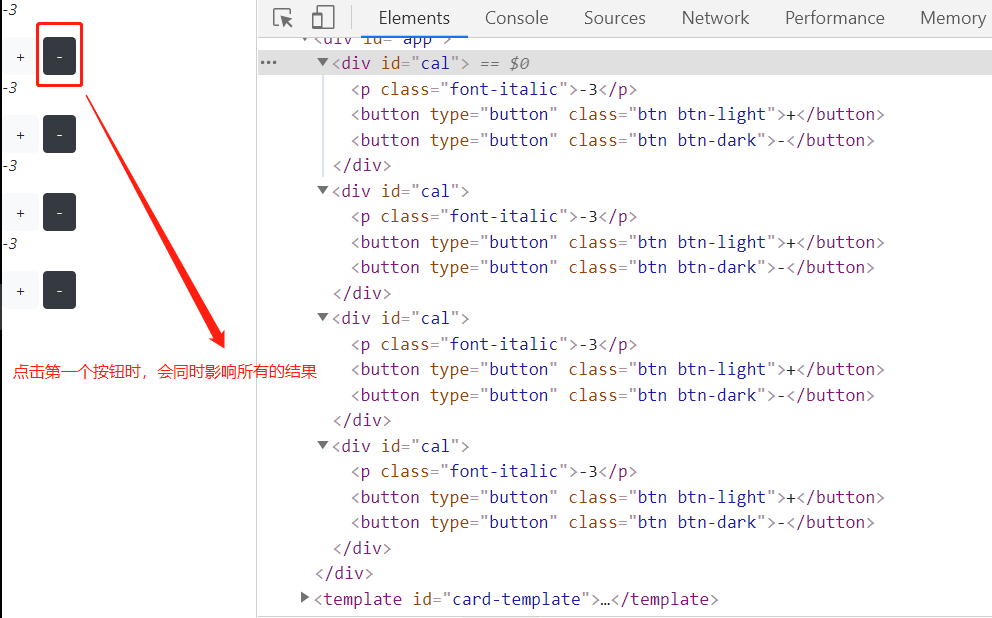 -3
+ -
-3
+ -
-3
+ -
-3
+ -
点击第一个按钮时，会同时影响所有的结果
Elements Console Sources Network Performance Memory
<div id="app">
▼<div id="cal"> == $0
<p class="font-italic">-3</p>
<button type="button" class="btn btn-light">+</button>
<button type="button" class="btn btn-dark">-</button>
</div>
▼<div id="cal">
<p class="font-italic">-3</p>
<button type="button" class="btn btn-light">+</button>
<button type="button" class="btn btn-dark">-</button>
</div>
▼<div id="cal">
<p class="font-italic">-3</p>
<button type="button" class="btn btn-light">+</button>
<button type="button" class="btn btn-dark">-</button>
</div>
▼<div id="cal">
<p class="font-italic">-3</p>
<button type="button" class="btn btn-light">+</button>
<button type="button" class="btn btn-dark">-</button>
</div>
</div>
▶<template id="card-template">…</template>